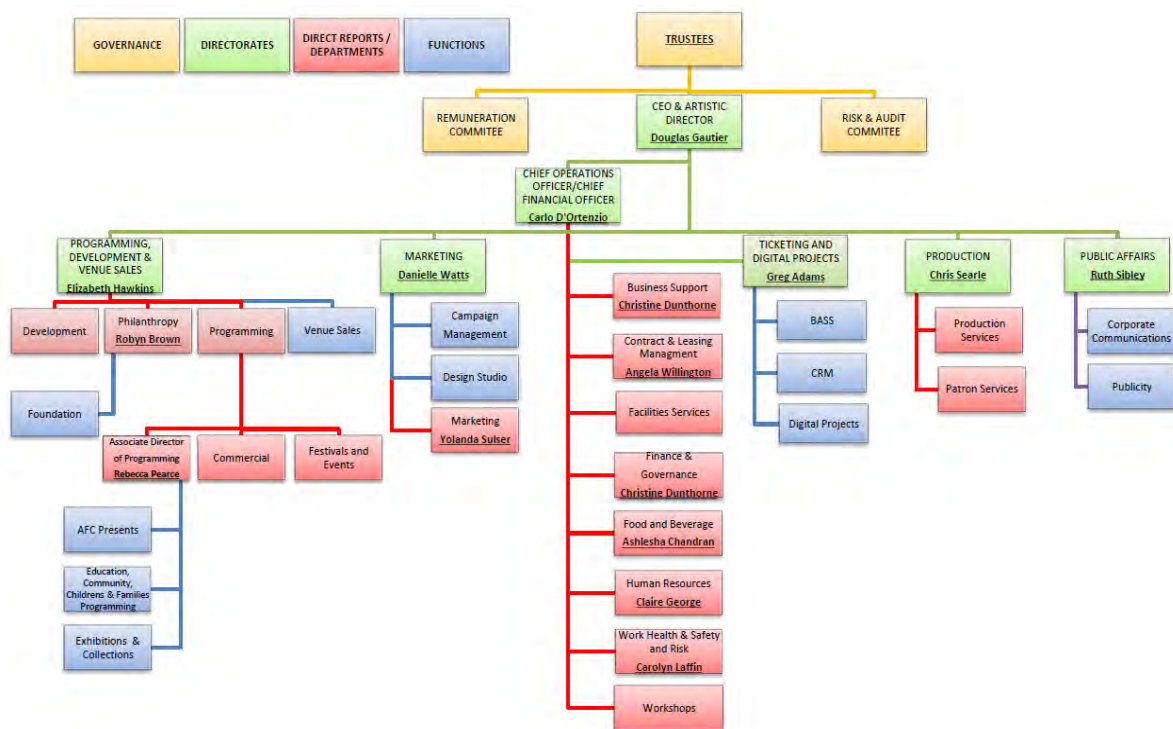 GOVERNANCE
DIRECTORATES
DIRECT REPORTS /
DEPARTMENTS
FUNCTIONS
TRUSTEES
REMUNERATION
COMMITEE
CEO & ARTISTIC
DIRECTOR
Douglas Gautier
RISK & AUDIT
COMMITEE
CHIEF OPERATIONS
OFFICER/CHIEF
FINANCIAL OFFICER
Carlo D'Ortenzio
PROGRAMMING,
DEVELOPMENT &
VENUE SALES
Elizabeth Hawkins
MARKETING
Danielle Watts
TICKETING AND
DIGITAL PROJECTS
Greg Adams
PRODUCTION
Chris Searle
PUBLIC AFFAIRS
Ruth Sibley
Development
Philanthropy
Robyn Brown
Programming
Venue Sales
Foundation
Associate Director
of Programming
Rebecca Pearce
Commercial
Festivals and
Events
AFC Presents
Education,
Community,
Childrens & Families
Programming
Exhibitions &
Collections
Campaign
Management
Design Studio
Marketing
Yolanda Sulser
Business Support
Christine Dunthorne
Contract & Leasing
Managment
Angela Willington
Facilities Services
Finance &
Governance
Christine Dunthorne
Food and Beverage
Ashlesha Chandran
Human Resources
Claire George
Work Health & Safety
and Risk
Carolyn Laffin
Workshops
BASS
CRM
Digital Projects
Production
Services
Patron Services
Corporate
Communications
Publicity